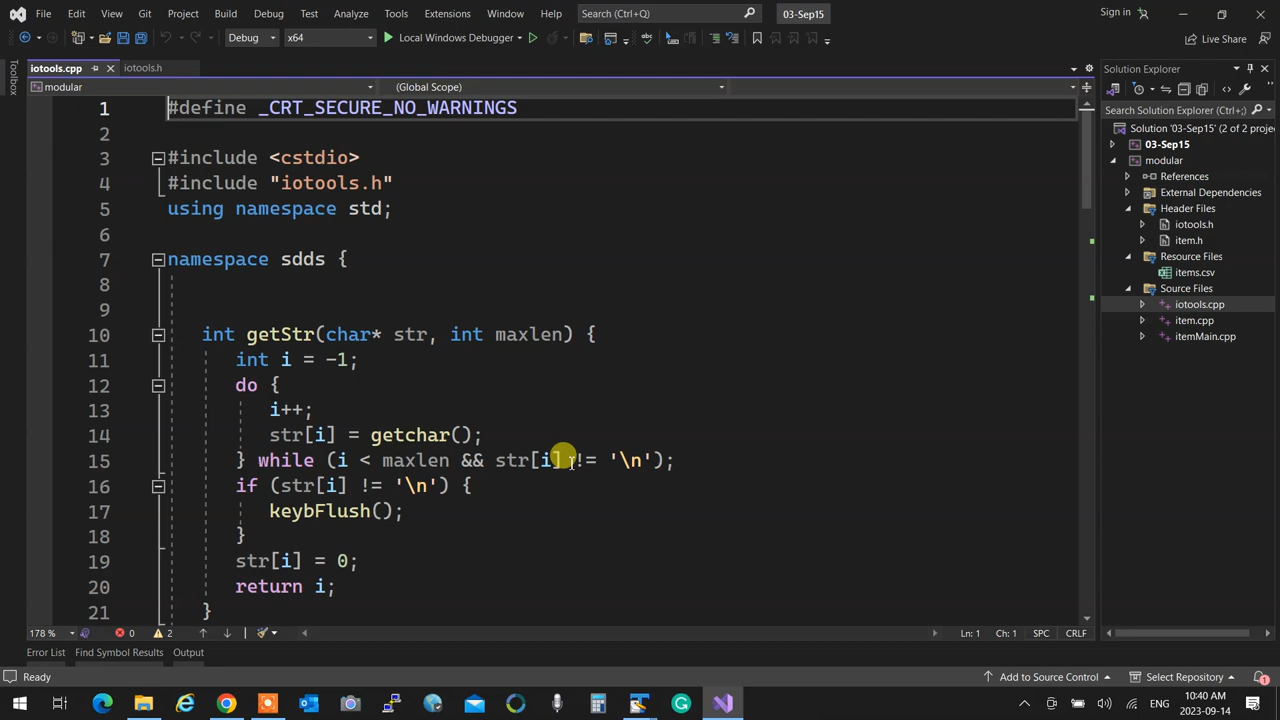 File Edit View Git Project Build Debug Test Analyze Tools Extensions Window Help Search (Ctrl+Q) 03-Sep15 Sign in
Debug x64 Local Windows Debugger Live Share
Toolbox
iotools.cpp iotools.h
modular (Global Scope)
1 #define _CRT_SECURE_NO_WARNINGS
2
3 #include <cstdio>
4 #include "iotools.h"
5 using namespace std;
6
7 namespace sdds {
8
9
10 int getStr(char* str, int maxlen) {
11 int i = -1;
12 do {
13 i++;
14 str[i] = getchar();
15 } while (i < maxlen && str[i] != '\n');
16 if (str[i] != '\n') {
17 keybFlush();
18 }
19 str[i] = 0;
20 return i;
21 }
178 % 0 2 Ln: 1 Ch: 1 SPC CRLF
Error List Find Symbol Results Output
Ready Add to Source Control Select Repository 1
Solution Explorer
Search Solution Explorer (Ctrl+;)
Solution '03-Sep15' (2 of 2 proj
03-Sep15
modular
References
External Dependencies
Header Files
iotools.h
item.h
Resource Files
items.csv
Source Files
iotools.cpp
item.cpp
itemMain.cpp
ENG 10:40 AM
2023-09-14